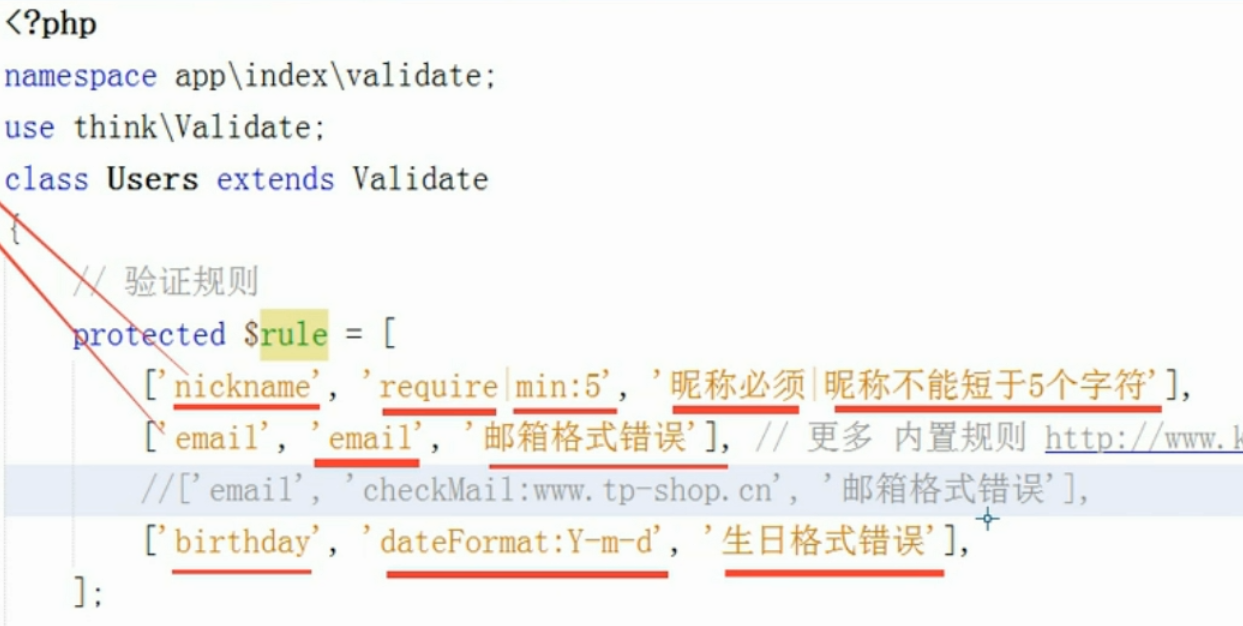 <?php
namespace app\index\validate;
use think\Validate;
class Users extends Validate
{
// 验证规则
protected $rule = [
['nickname', 'require|min:5', '昵称必须|昵称不能短于5个字符'],
['email', 'email', '邮箱格式错误'], // 更多 内置规则 http://www.k
//['email', 'checkMail:www.tp-shop.cn', '邮箱格式错误'],
['birthday', 'dateFormat:Y-m-d', '生日格式错误'],
];